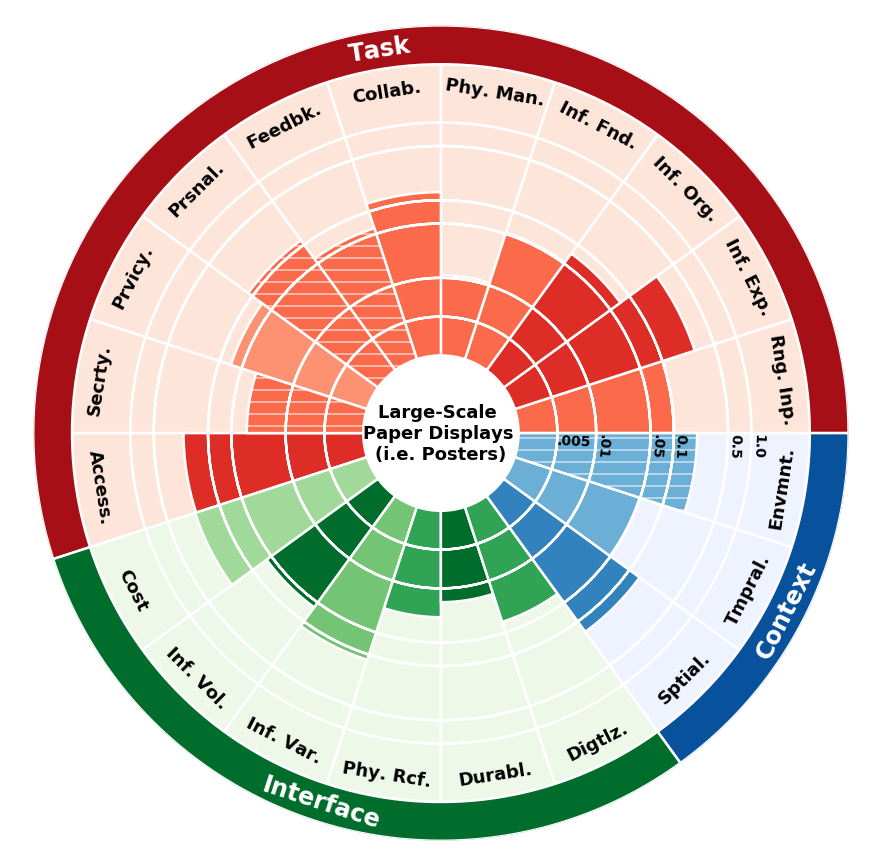 Task
Collab.
Phy. Man.
Feedbk.
Inf. Fnd.
Prsnal.
Inf. Org.
Prvicy.
Inf. Exp.
Secrty.
Rng. Inp.
Large-Scale
Paper Displays
(i.e. Posters)
.005
.01
.05
0.1
0.5
1.0
Access.
Envmnt.
Cost
Tmpral.
Context
Inf. Vol.
Sptial.
Inf. Var.
Digtlz.
Phy. Rcf.
Durabl.
Interface